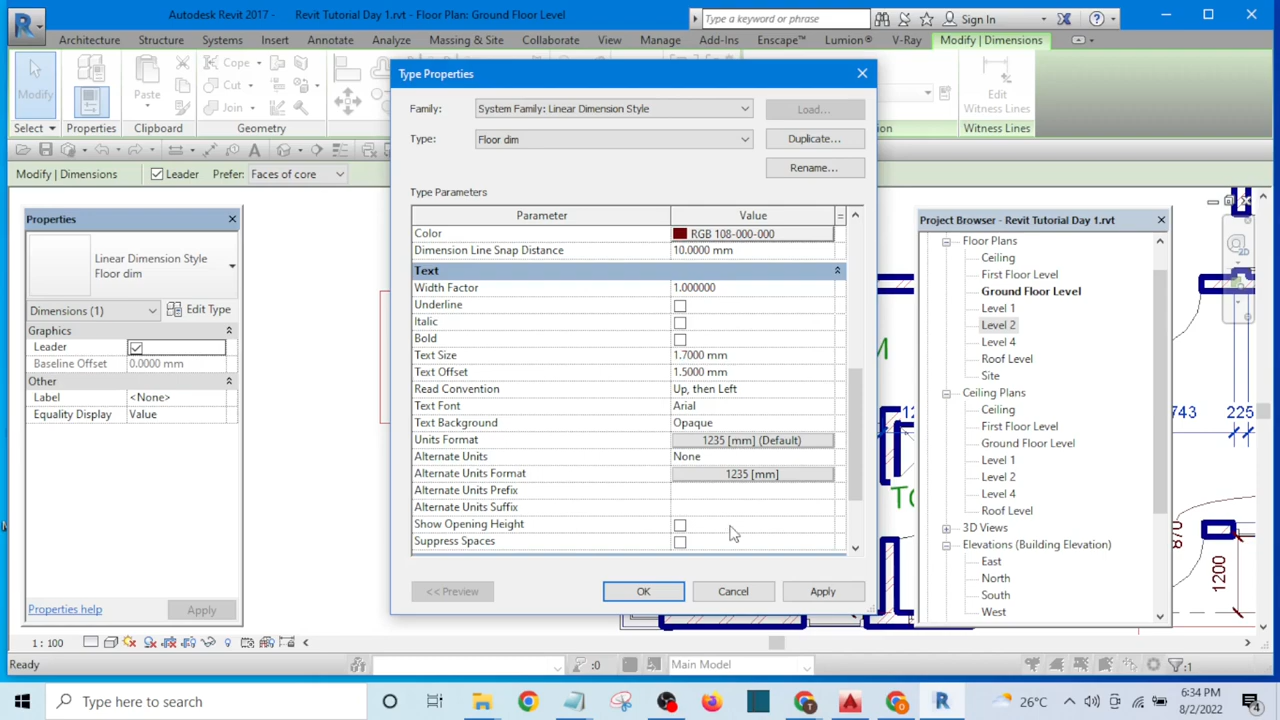 Autodesk Revit 2017 - Revit Tutorial Day 1.rvt - Floor Plan: Ground Floor Level
Type a keyword or phrase
Sign In
Architecture Structure Systems Insert Annotate Analyze Massing & Site Collaborate View Manage Add-Ins Enscape™ Lumion® V-Ray Modify | Dimensions
Modify
Paste
Cope
Cut
Join
Edit
Witness Lines
Select Properties Clipboard Geometry Witness Lines
Modify | Dimensions Leader Prefer: Faces of core
Properties
Linear Dimension Style
Floor dim
Dimensions (1) Edit Type
Graphics
Leader
Baseline Offset 0.0000 mm
Other
Label <None>
Equality Display Value
Properties help Apply
Type Properties
Family: System Family: Linear Dimension Style Load...
Type: Floor dim Duplicate...
Rename...
Type Parameters
Parameter Value =
Color RGB 108-000-000
Dimension Line Snap Distance 10.0000 mm
Text
Width Factor 1.000000
Underline
Italic
Bold
Text Size 1.7000 mm
Text Offset 1.5000 mm
Read Convention Up, then Left
Text Font Arial
Text Background Opaque
Units Format 1235 [mm] (Default)
Alternate Units None
Alternate Units Format 1235 [mm]
Alternate Units Prefix
Alternate Units Suffix
Show Opening Height
Suppress Spaces
<< Preview OK Cancel Apply
Project Browser - Revit Tutorial Day 1.rvt
Floor Plans
Ceiling
First Floor Level
Ground Floor Level
Level 1
Level 2
Level 4
Roof Level
Site
Ceiling Plans
Ceiling
First Floor Level
Ground Floor Level
Level 1
Level 2
Level 4
Roof Level
3D Views
Elevations (Building Elevation)
East
North
South
West
743 225
1200
1 : 100
Ready :0 Main Model :1
Type here to search
26°C
6:34 PM
8/2/2022
4